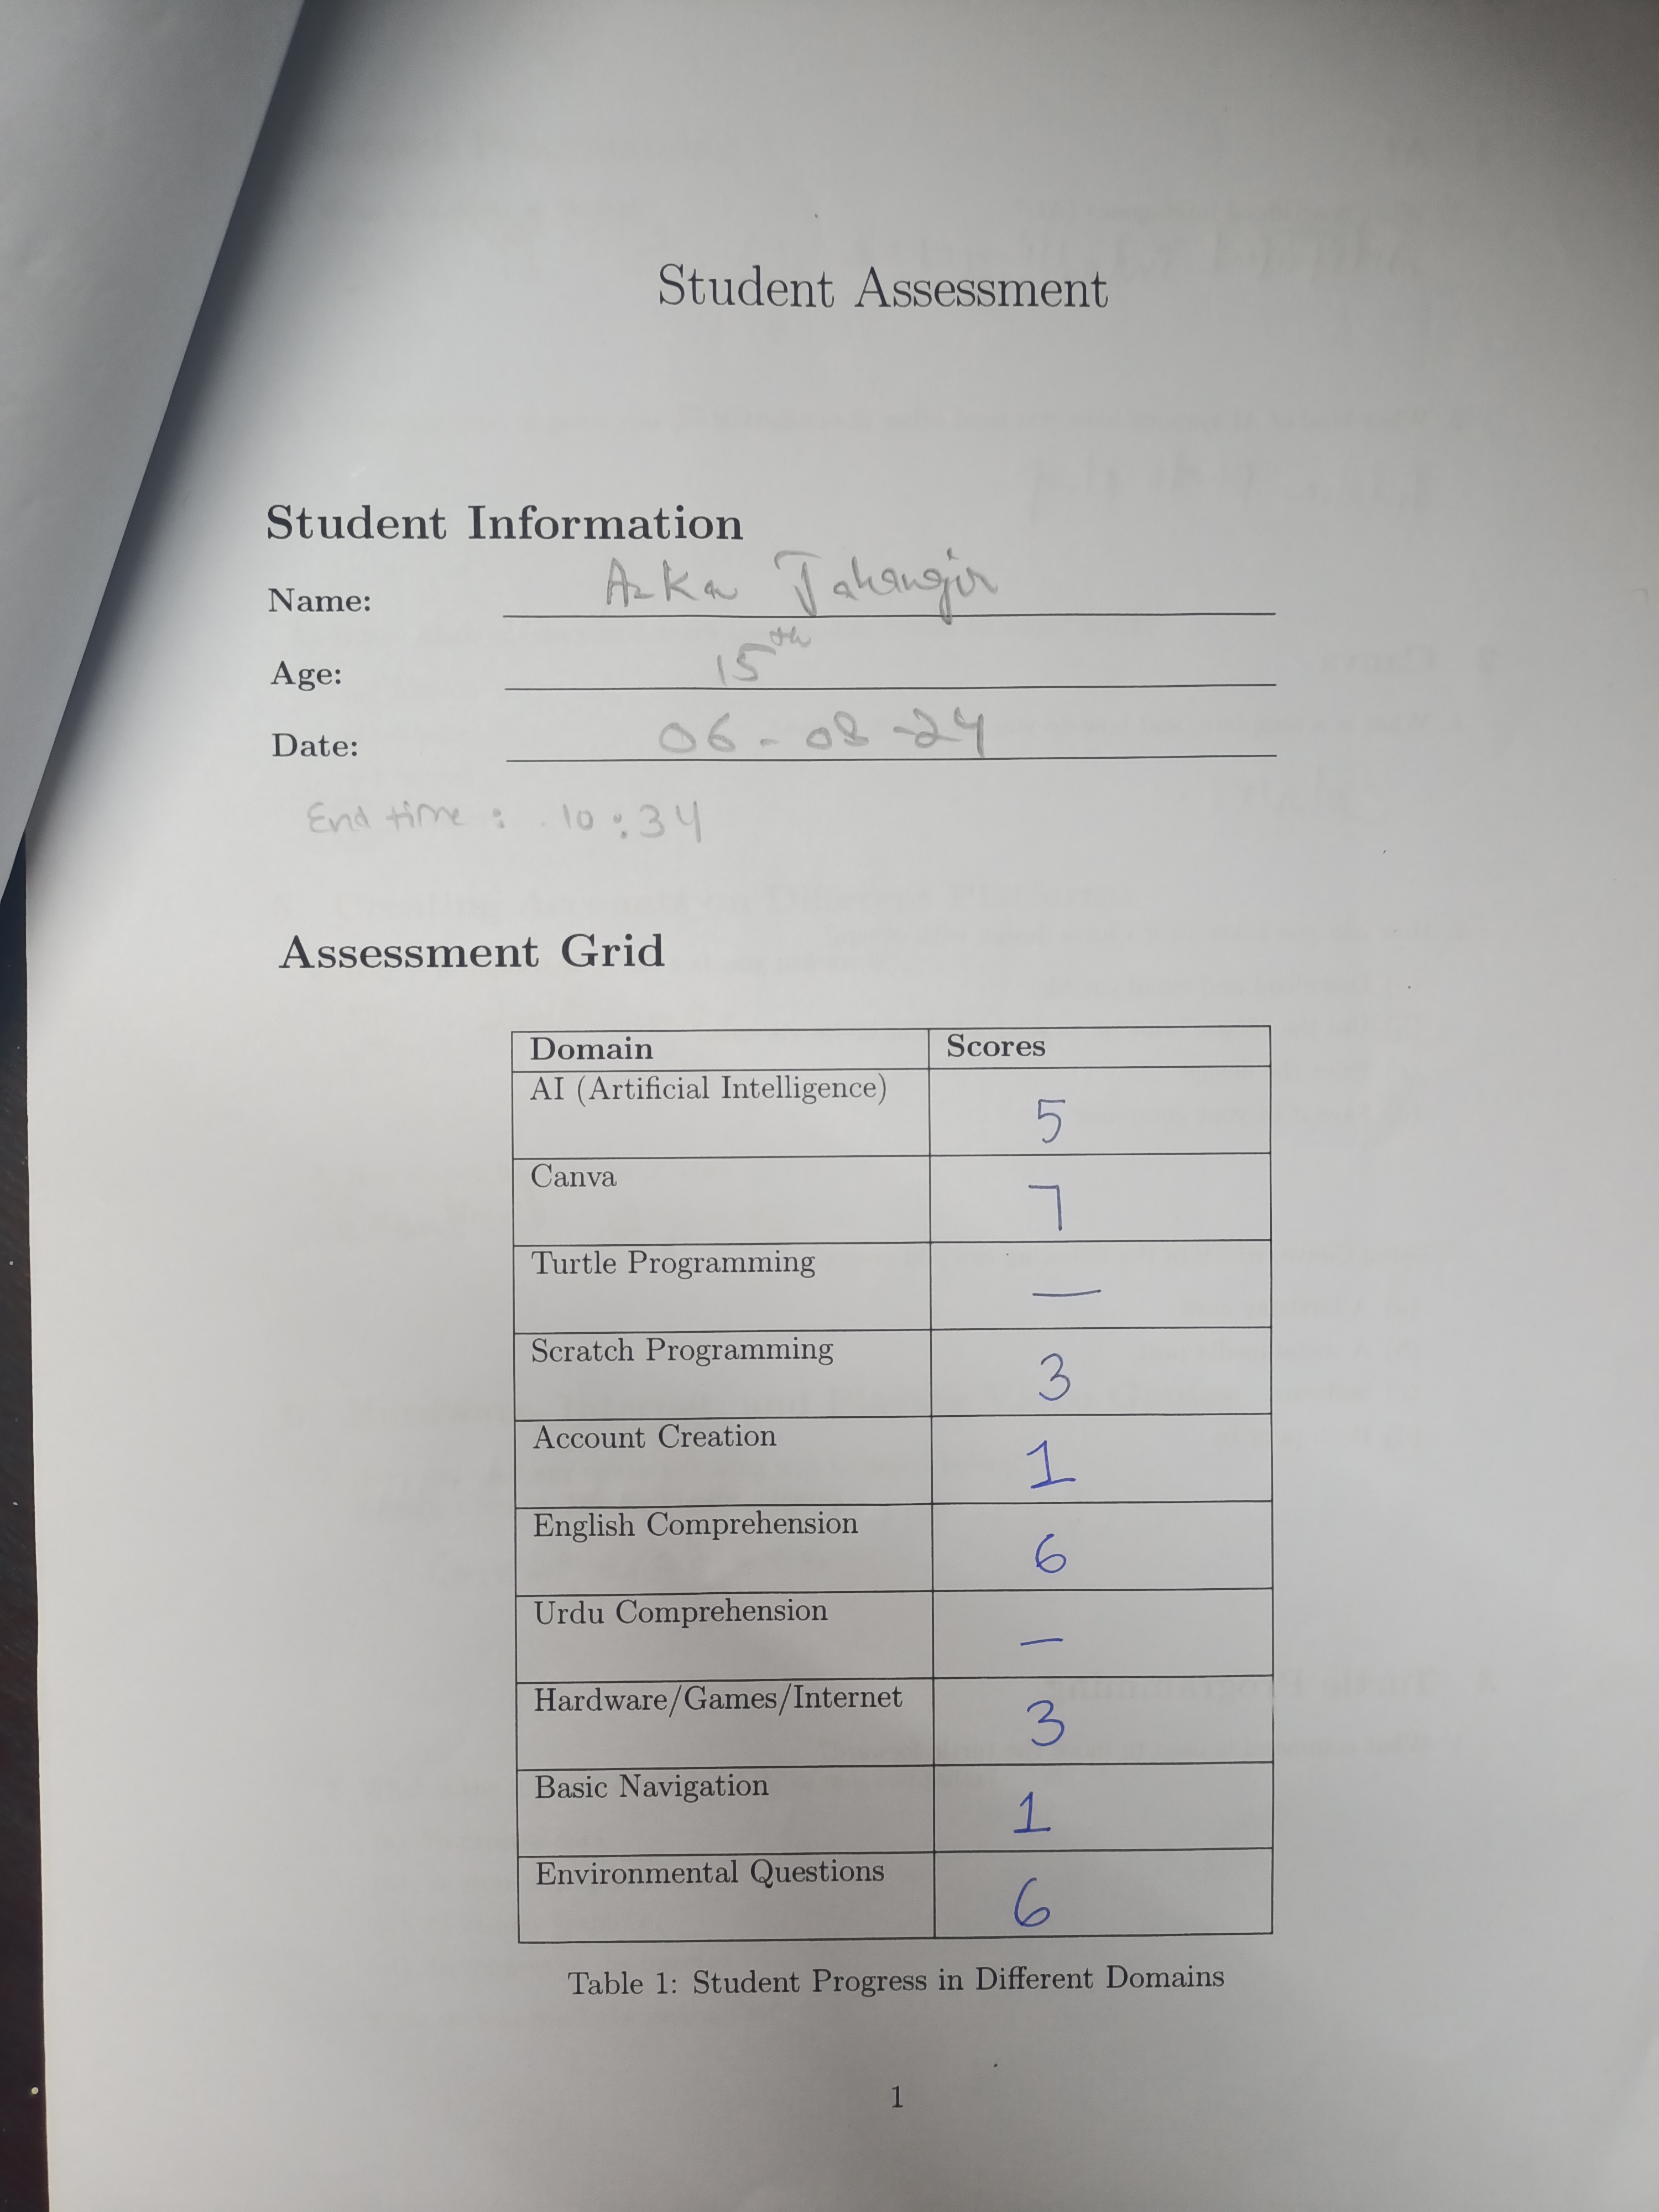 Student Assessment
Student Information
Name: Azka Jahangir
Age: 15th
Date: 06-08-24
End time: 10:34
Assessment Grid
Domain Scores
AI (Artificial Intelligence) 5
Canva 7
Turtle Programming —
Scratch Programming 3
Account Creation 1
English Comprehension 6
Urdu Comprehension —
Hardware/Games/Internet 3
Basic Navigation 1
Environmental Questions 6
Table 1: Student Progress in Different Domains
1